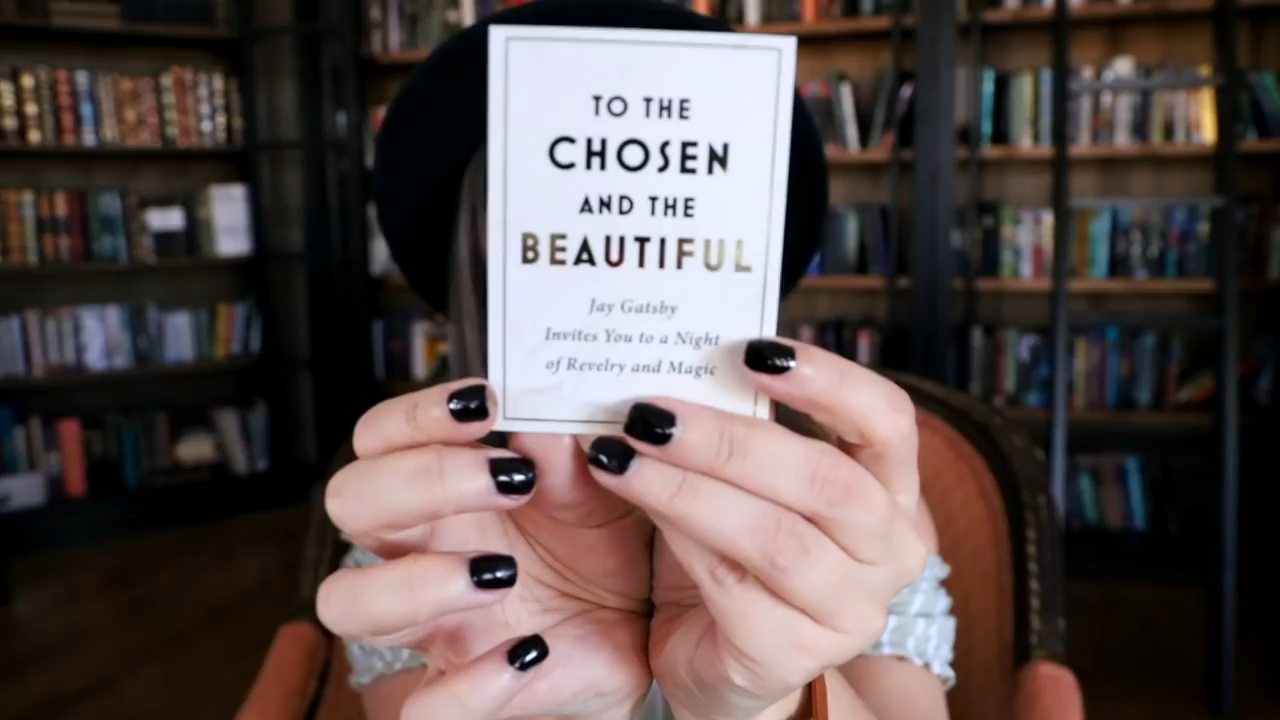 TO THE
CHOSEN
AND THE
BEAUTIFUL
Jay Gatsby
Invites You to a Night
of Revelry and Magic